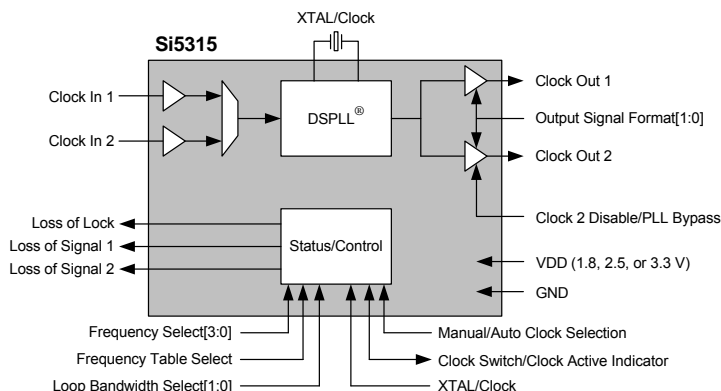 XTAL/Clock
Si5315
Clock In 1
Clock In 2
DSPLL®
Clock Out 1
Output Signal Format[1:0]
Clock Out 2
Clock 2 Disable/PLL Bypass
Loss of Lock
Loss of Signal 1
Loss of Signal 2
Status/Control
VDD (1.8, 2.5, or 3.3 V)
GND
Frequency Select[3:0]
Manual/Auto Clock Selection
Frequency Table Select
Clock Switch/Clock Active Indicator
Loop Bandwidth Select[1:0]
XTAL/Clock